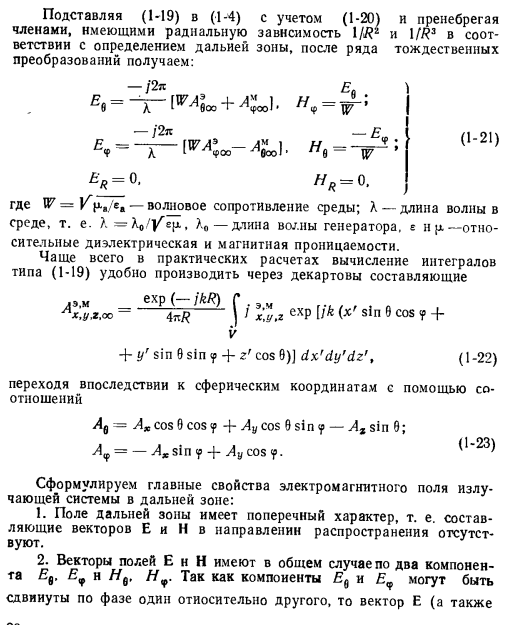 Подставляя (1-19) в (1-4) с учетом (1-20) и пренебрегая
членами, имеющими радиальную зависимость 1/R² и 1/R³ в соот-
ветствии с определением дальней зоны, после ряда тождественных
преобразований получаем:
E_θ = (−j2π/λ) [WA^э_θ∞ + A^м_φ∞], H_φ = E_θ/W;
E_φ = (−j2π/λ) [WA^э_φ∞ − A^м_θ∞], H_θ = −E_φ/W; (1-21)
E_R = 0, H_R = 0,
где W = √μ_а/ε_а — волновое сопротивление среды; λ — длина волны в
среде, т. е. λ = λ₀/√εμ, λ₀ — длина волны генератора, ε и μ — отно-
сительные диэлектрическая и магнитная проницаемости.
Чаще всего в практических расчетах вычисление интегралов
типа (1-19) удобно производить через декартовы составляющие
A^э,м_x,y,z,∞ = (exp (−jkR)/4πR) ∫_V j^э,м_x,y,z exp [jk (x′ sin θ cos φ +
+ y′ sin θ sin φ + z′ cos θ)] dx′dy′dz′, (1-22)
переходя впоследствии к сферическим координатам с помощью со-
отношений
A_θ = A_x cos θ cos φ + A_y cos θ sin φ − A_z sin θ;
A_φ = − A_x sin φ + A_y cos φ. (1-23)
Сформулируем главные свойства электромагнитного поля излу-
чающей системы в дальней зоне:
1. Поле дальней зоны имеет поперечный характер, т. е. состав-
ляющие векторов E и H в направлении распространения отсутст-
вуют.
2. Векторы полей E и H имеют в общем случае по два компонен-
та E_θ, E_φ и H_θ, H_φ. Так как компоненты E_θ и E_φ могут быть
сдвинуты по фазе один относительно другого, то вектор E (а также